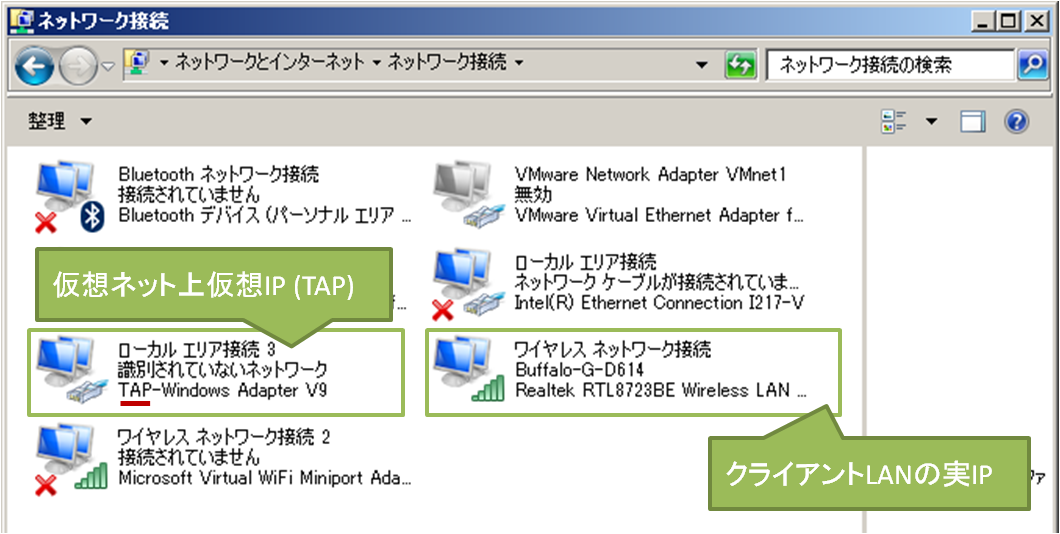 ネットワーク接続
ネットワークとインターネット ネットワーク接続
ネットワーク接続の検索
整理
Bluetooth ネットワーク接続
接続されていません
Bluetooth デバイス (パーソナル エリア ...
VMware Network Adapter VMnet1
無効
VMware Virtual Ethernet Adapter f...
仮想ネット上仮想IP (TAP)
f...
ローカル エリア接続
ネットワーク ケーブルが接続されていま...
Intel(R) Ethernet Connection I217-V
ローカル エリア接続 3
識別されていないネットワーク
TAP-Windows Adapter V9
ワイヤレス ネットワーク接続
Buffalo-G-D614
Realtek RTL8723BE Wireless LAN ...
ワイヤレス ネットワーク接続 2
接続されていません
Microsoft Virtual WiFi Miniport Ada...
クライアントLANの実IP